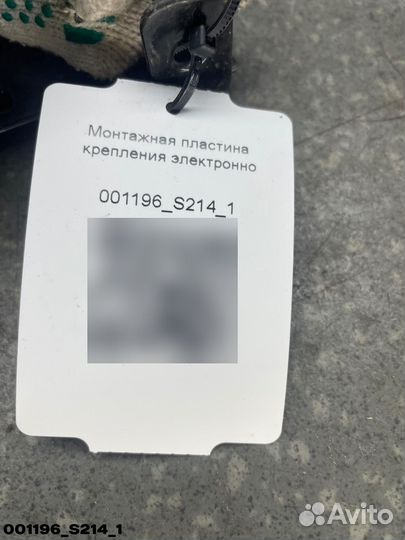 Монтажная пластина
крепления электронно
001196_S214_1
001196_S214_1
Avito